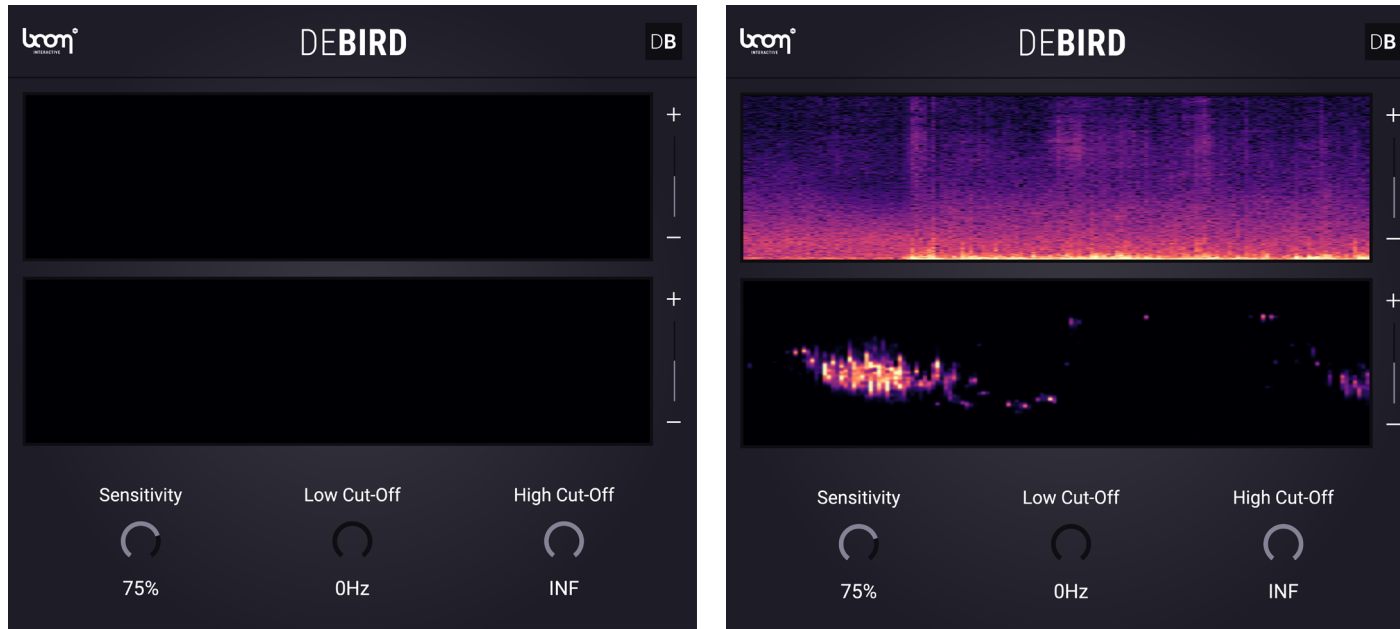 boom
INTERACTIVE
DEBIRD
DB
+
−
+
−
Sensitivity
Low Cut-Off
High Cut-Off
75%
0Hz
INF
boom
INTERACTIVE
DEBIRD
DB
+
−
+
−
Sensitivity
Low Cut-Off
High Cut-Off
75%
0Hz
INF